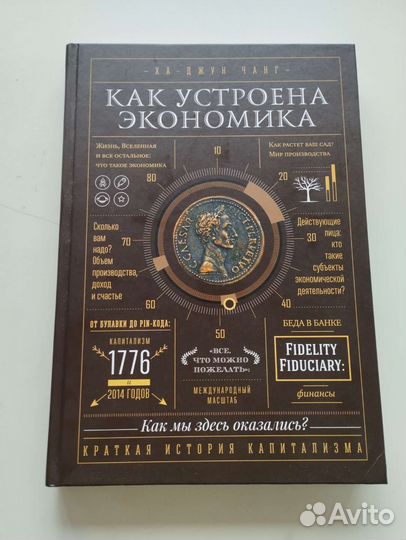 ХА-ДЖУН ЧАНГ
КАК УСТРОЕНА
ЭКОНОМИКА
Жизнь, Вселенная
и все остальное:
что такое экономика
Как растет ваш сад?
Мир производства
10
80
20
Сколько
вам
надо?
Объем
производства,
доход
и счастье
70
30
Действующие
лица:
кто
такие
субъекты
экономической
деятельности?
60
40
50
ОТ БУЛАВКИ ДО PIN-КОДА:
КАПИТАЛИЗМ
1776
и
2014 ГОДОВ
«ВСЕ,
ЧТО МОЖНО
ПОЖЕЛАТЬ»:
МЕЖДУНАРОДНЫЙ
МАСШТАБ
БЕДА В БАНКЕ
FIDELITY
FIDUCIARY:
финансы
Как мы здесь оказались?
КРАТКАЯ ИСТОРИЯ КАПИТАЛИЗМА
Avito